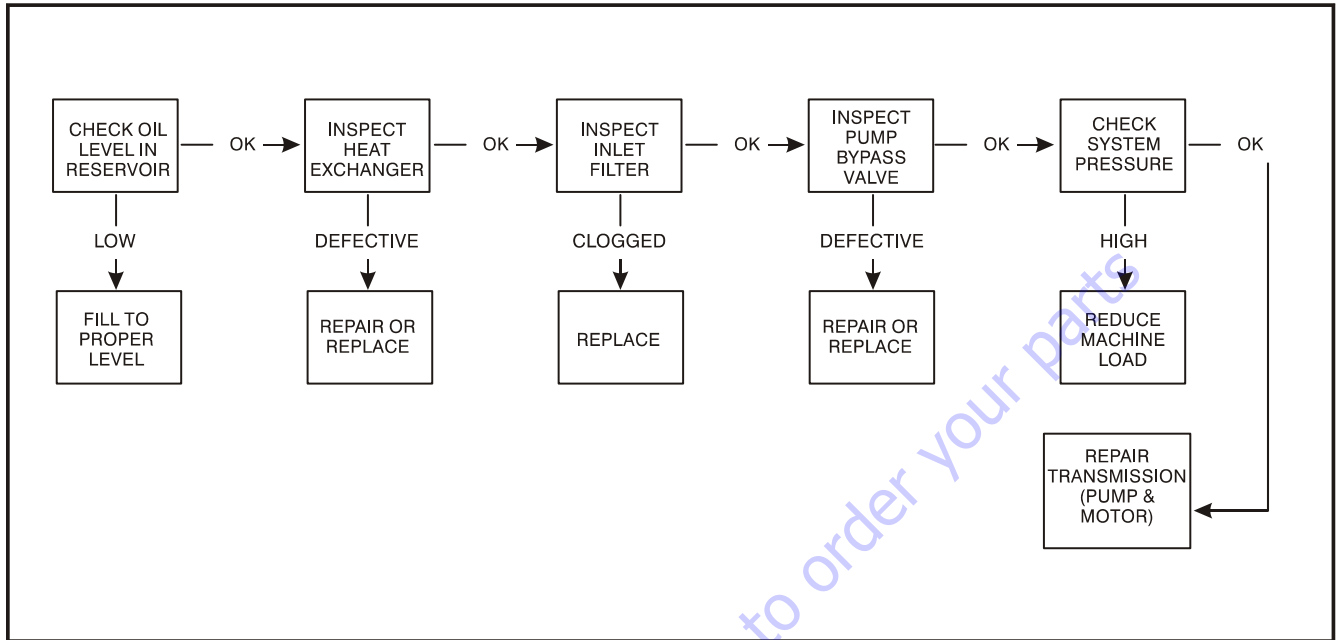 CHECK OIL
LEVEL IN
RESERVOIR
OK
INSPECT
HEAT
EXCHANGER
OK
INSPECT
INLET
FILTER
OK
INSPECT
PUMP
BYPASS
VALVE
OK
CHECK
SYSTEM
PRESSURE
OK
LOW
DEFECTIVE
CLOGGED
DEFECTIVE
HIGH
FILL TO
PROPER
LEVEL
REPAIR OR
REPLACE
REPLACE
REPAIR OR
REPLACE
REDUCE
MACHINE
LOAD
REPAIR
TRANSMISSION
(PUMP &
MOTOR)
to order your parts